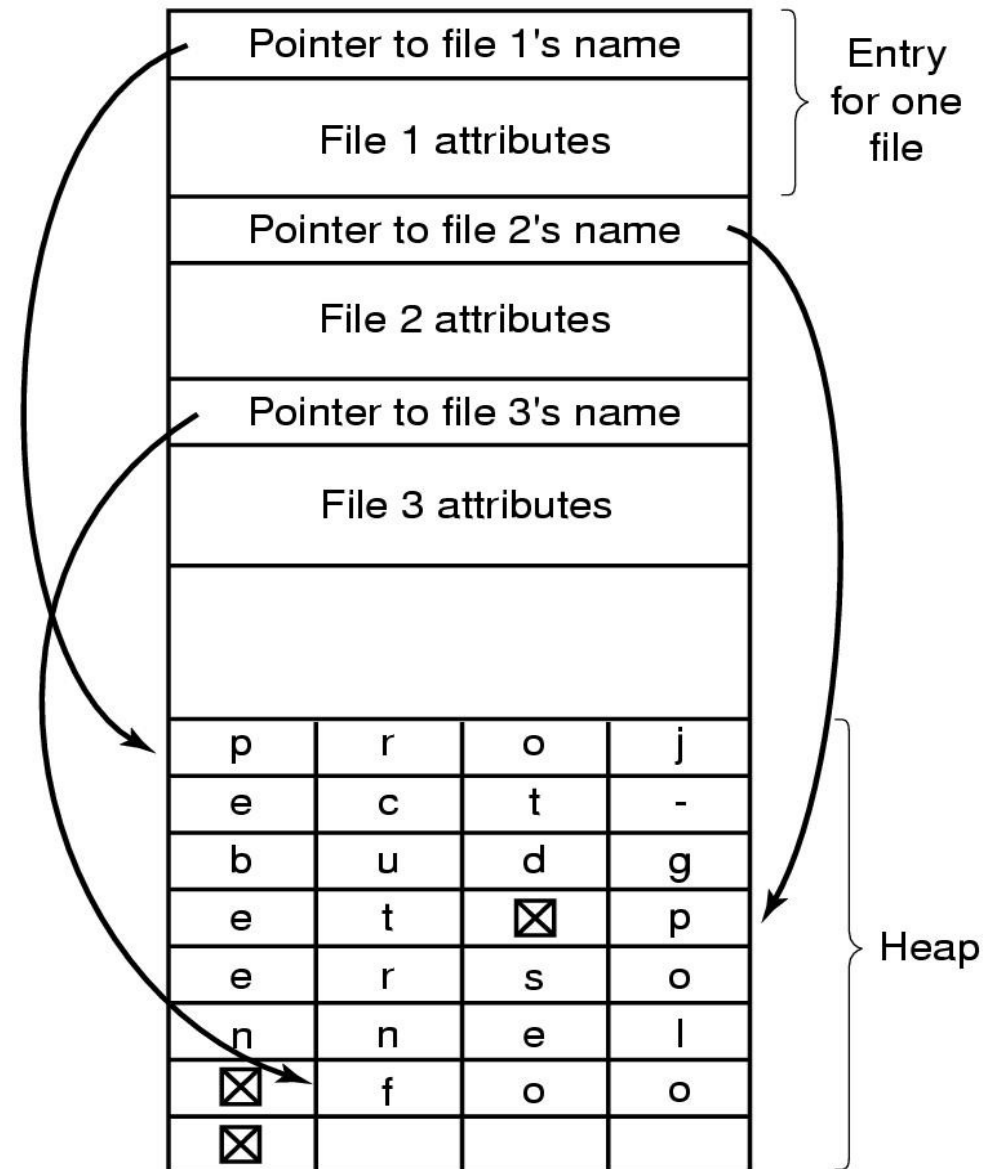 Pointer to file 1's name
Entry
for one
file
File 1 attributes
Pointer to file 2's name
File 2 attributes
Pointer to file 3's name
File 3 attributes
p r o j
e c t -
b u d g
e t ☒ p
e r s o
n n e l
☒ f o o
☒
Heap